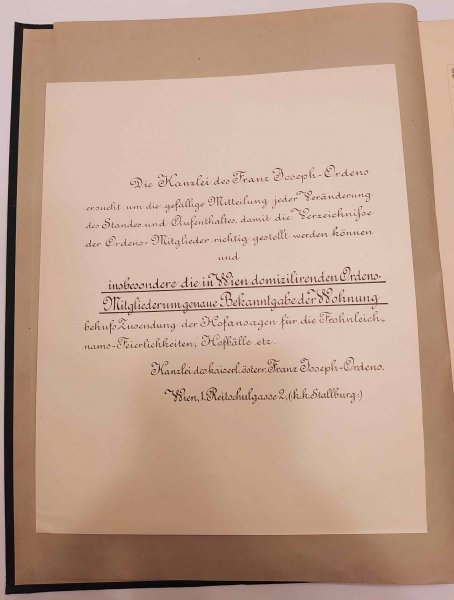 Die Kanzlei des Franz Joseph-Ordens
ersucht um die gefällige Mitteilung jeder Veränderung
des Standes und Aufenthaltes, damit die Verzeichnisse
der Ordens-Mitglieder richtig gestellt werden können
und
insbesondere die in Wien domizilirenden Ordens-
Mitglieder um genaue Bekanntgabe der Wohnung
behufs Zusendung der Hofansagen für die Frohnleich-
nams-Feierlichkeiten, Hofbälle etz.
Kanzlei des kaiserl. österr. Franz Joseph-Ordens.
Wien, 1. Reitschulgasse 2, (k. k. Stallburg.)